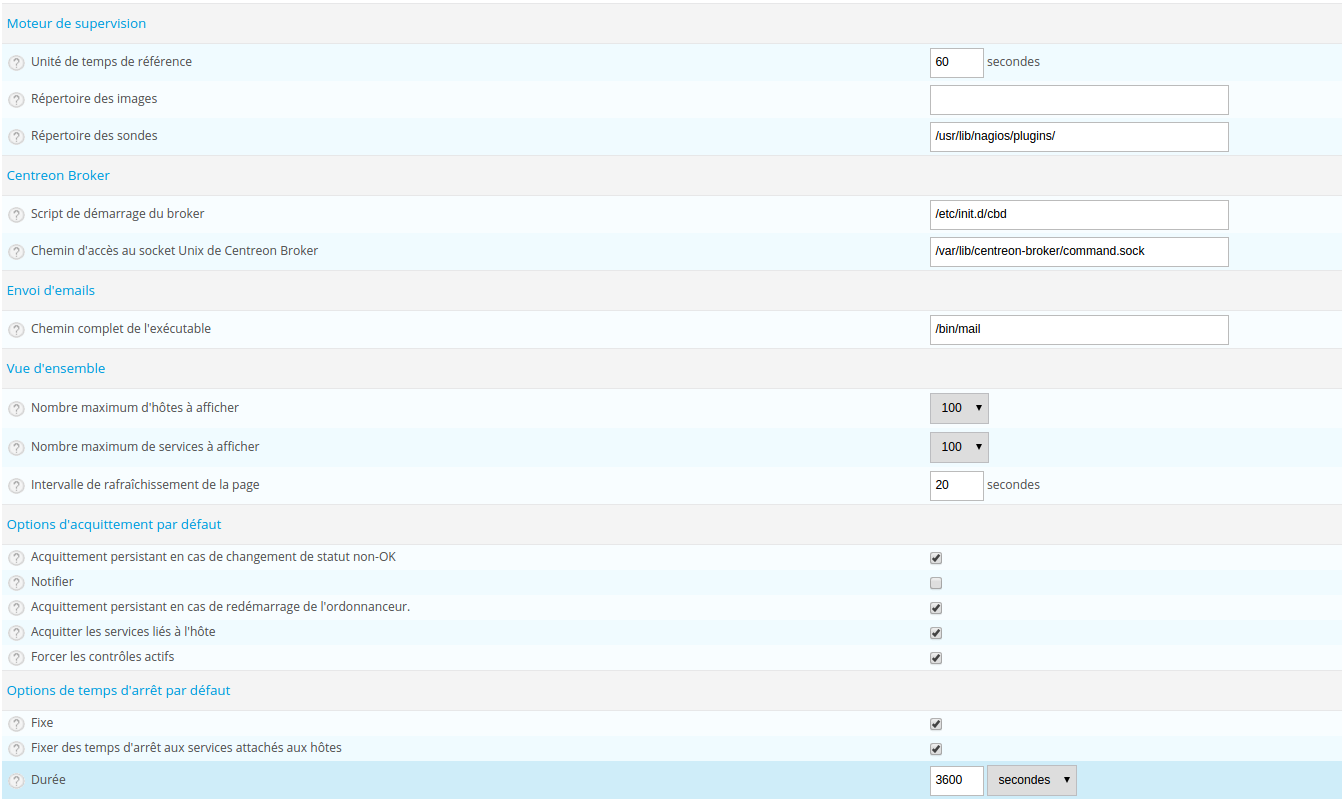 Moteur de supervision
Unité de temps de référence 60 secondes
Répertoire des images
Répertoire des sondes /usr/lib/nagios/plugins/
Centreon Broker
Script de démarrage du broker /etc/init.d/cbd
Chemin d'accès au socket Unix de Centreon Broker /var/lib/centreon-broker/command.sock
Envoi d'emails
Chemin complet de l'exécutable /bin/mail
Vue d'ensemble
Nombre maximum d'hôtes à afficher 100
Nombre maximum de services à afficher 100
Intervalle de rafraîchissement de la page 20 secondes
Options d'acquittement par défaut
Acquittement persistant en cas de changement de statut non-OK
Notifier
Acquittement persistant en cas de redémarrage de l'ordonnanceur.
Acquitter les services liés à l'hôte
Forcer les contrôles actifs
Options de temps d'arrêt par défaut
Fixe
Fixer des temps d'arrêt aux services attachés aux hôtes
Durée 3600 secondes